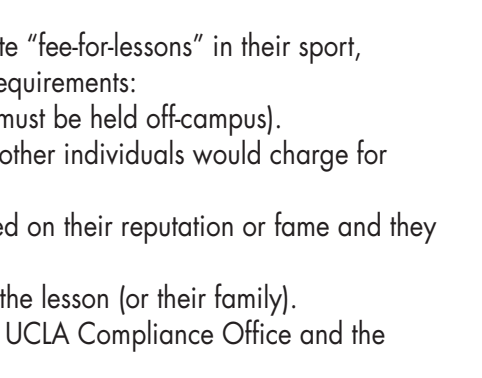 te “fee-for-lessons” in their sport,
equirements:
must be held off-campus).
other individuals would charge for
ed on their reputation or fame and they
the lesson (or their family).
UCLA Compliance Office and the